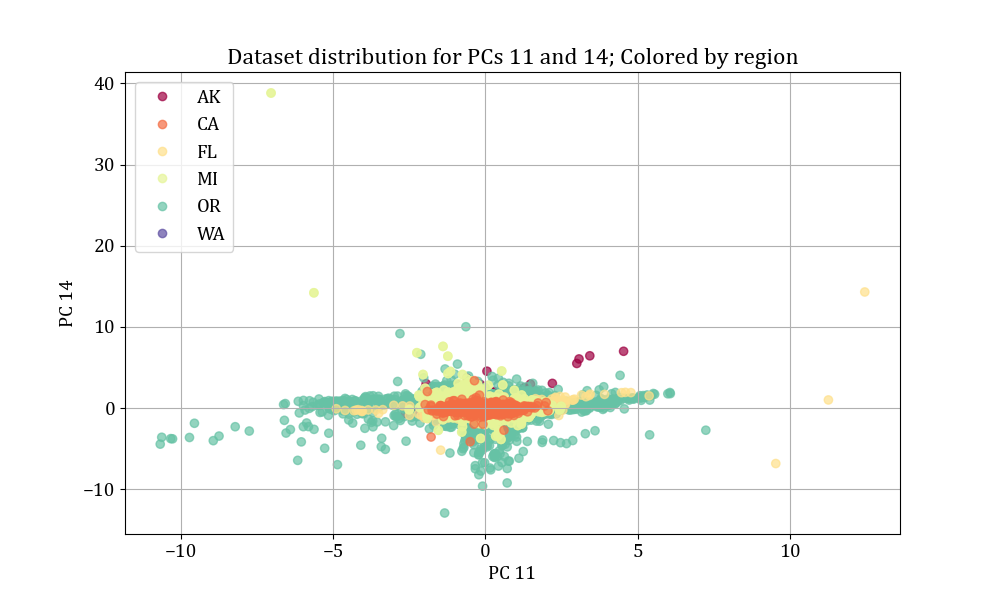 Dataset distribution for PCs 11 and 14; Colored by region
40
30
20
10
0
−10
PC 14
AK
CA
FL
MI
OR
WA
−10
−5
0
5
10
PC 11